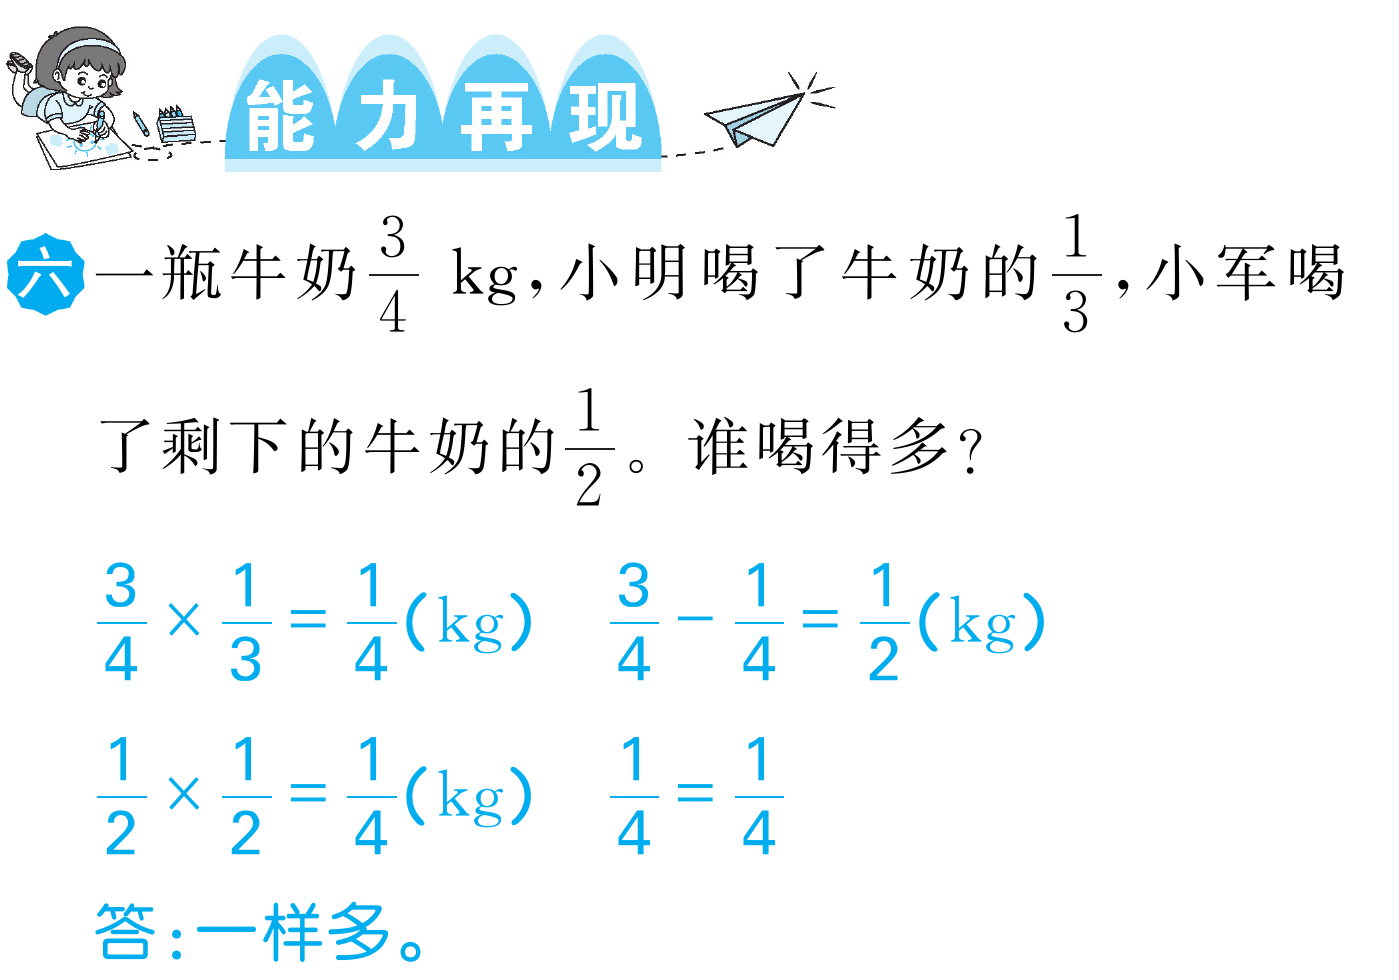 能力再现
六 一瓶牛奶3/4 kg,小明喝了牛奶的1/3,小军喝
了剩下的牛奶的1/2。谁喝得多?
3/4 × 1/3 = 1/4(kg) 3/4 − 1/4 = 1/2(kg)
1/2 × 1/2 = 1/4(kg) 1/4 = 1/4
答:一样多。